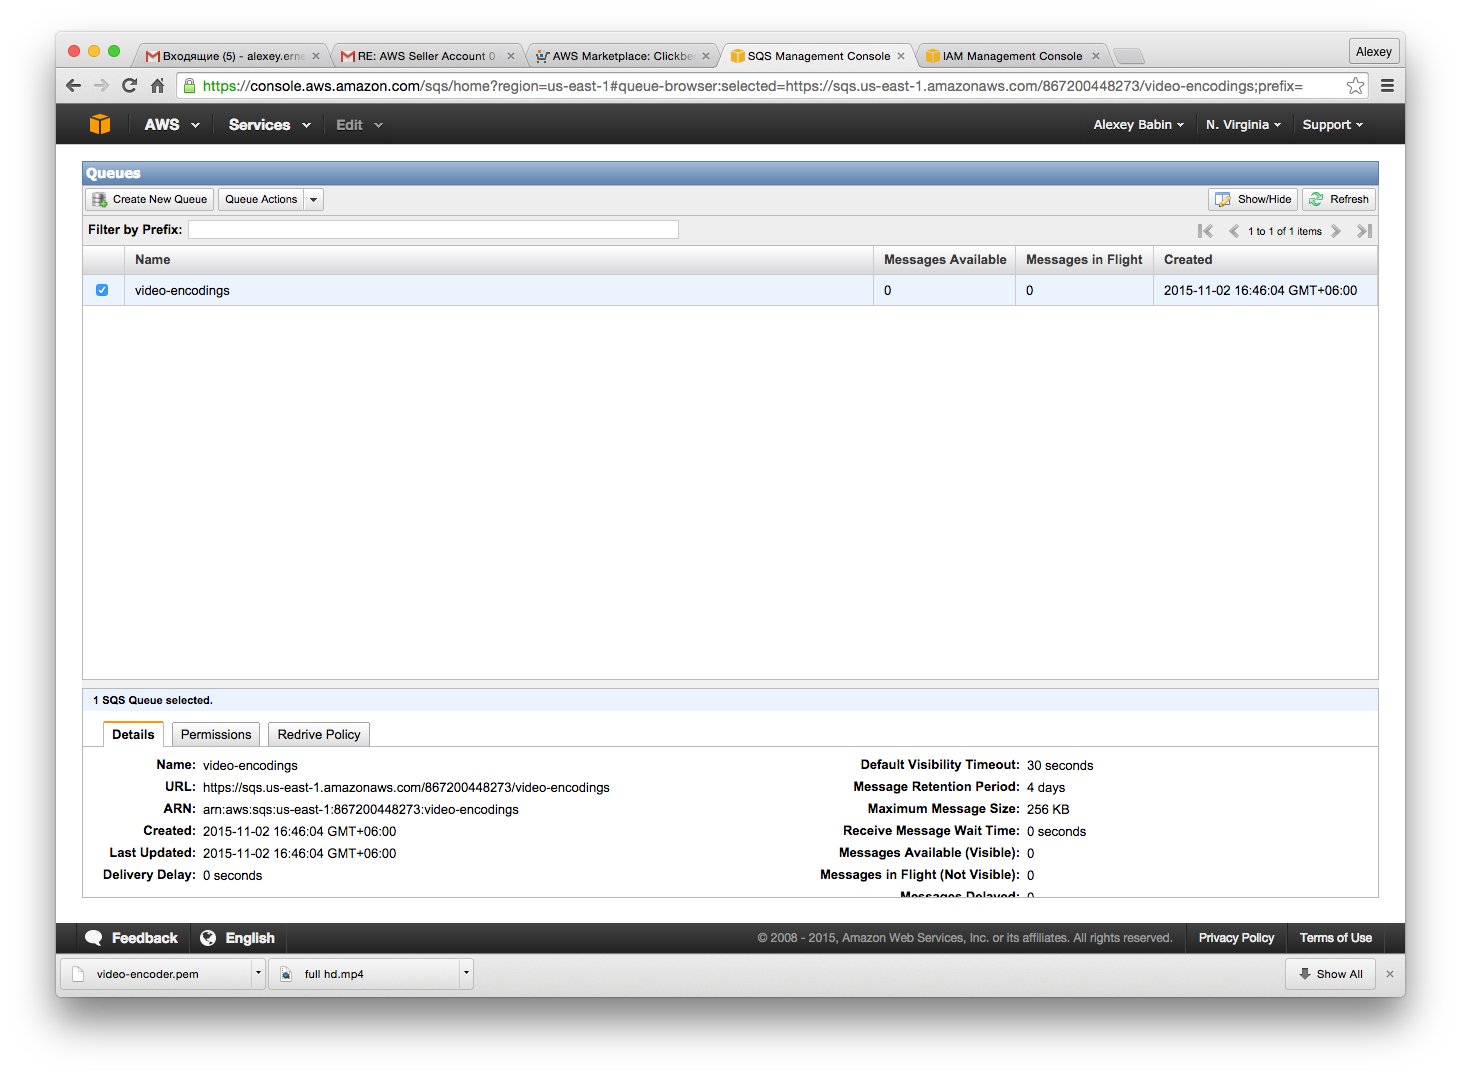 Входящие (5) - alexey.erne
RE: AWS Seller Account 0
AWS Marketplace: Clickbe
SQS Management Console
IAM Management Console
Alexey
https://console.aws.amazon.com/sqs/home?region=us-east-1#queue-browser:selected=https://sqs.us-east-1.amazonaws.com/867200448273/video-encodings;prefix=
AWS Services Edit Alexey Babin N. Virginia Support
Queues
Create New Queue Queue Actions Show/Hide Refresh
Filter by Prefix: 1 to 1 of 1 items
Name Messages Available Messages in Flight Created
video-encodings 0 0 2015-11-02 16:46:04 GMT+06:00
1 SQS Queue selected.
Details Permissions Redrive Policy
Name: video-encodings
URL: https://sqs.us-east-1.amazonaws.com/867200448273/video-encodings
ARN: arn:aws:sqs:us-east-1:867200448273:video-encodings
Created: 2015-11-02 16:46:04 GMT+06:00
Last Updated: 2015-11-02 16:46:04 GMT+06:00
Delivery Delay: 0 seconds
Default Visibility Timeout: 30 seconds
Message Retention Period: 4 days
Maximum Message Size: 256 KB
Receive Message Wait Time: 0 seconds
Messages Available (Visible): 0
Messages in Flight (Not Visible): 0
Messages Delayed: 0
Feedback English © 2008 - 2015, Amazon Web Services, Inc. or its affiliates. All rights reserved. Privacy Policy Terms of Use
video-encoder.pem full hd.mp4 Show All